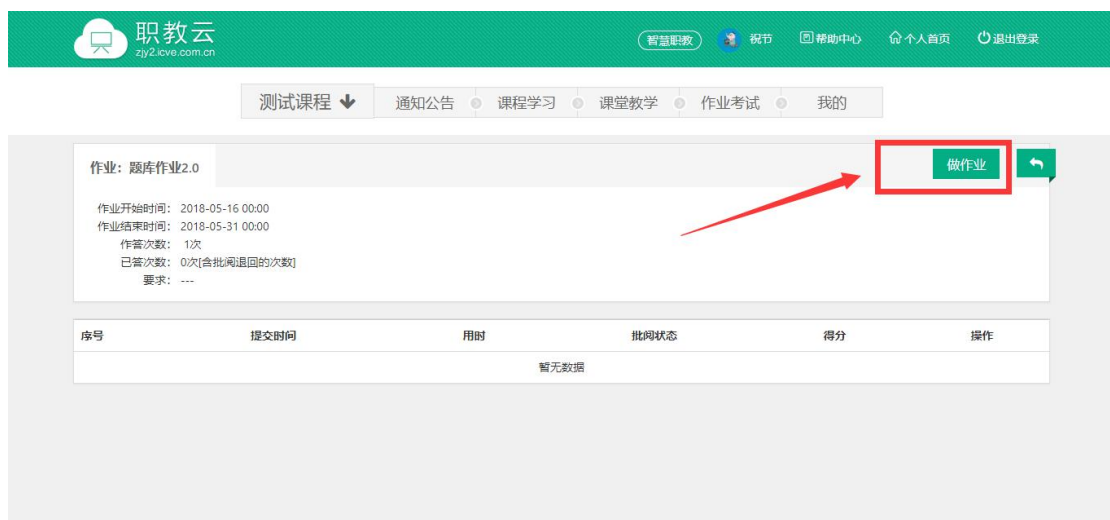 职教云
zjy2.icve.com.cn
智慧职教 祝节 帮助中心 个人首页 退出登录
测试课程 通知公告 课程学习 课堂教学 作业考试 我的
作业：题库作业2.0 做作业
作业开始时间： 2018-05-16 00:00
作业结束时间： 2018-05-31 00:00
作答次数： 1次
已答次数： 0次[含批阅退回的次数]
要求： ---
序号 提交时间 用时 批阅状态 得分 操作
暂无数据